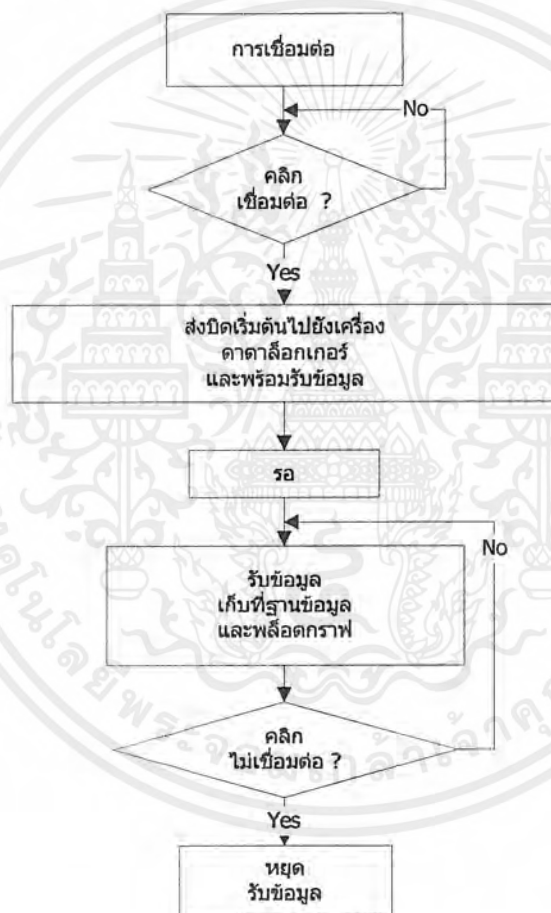 การเชื่อมต่อ
No
คลิก
เชื่อมต่อ ?
Yes
ส่งบิตเริ่มต้นไปยังเครื่อง
ดาตาล็อกเกอร์
และพร้อมรับข้อมูล
รอ
No
รับข้อมูล
เก็บที่ฐานข้อมูล
และพล็อตกราฟ
คลิก
ไม่เชื่อมต่อ ?
Yes
หยุด
รับข้อมูล